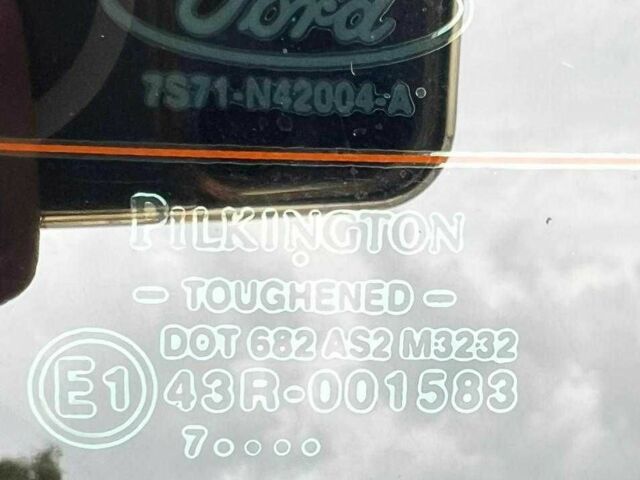 Ford
7S71-N42004-A
PILKINGTON
- TOUGHENED -
DOT 682 AS2 M3232
E1 43R-001583
7••••